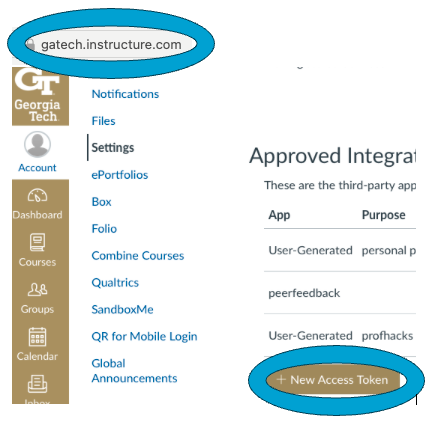 gatech.instructure.com
GT
Georgia
Tech
Account
Dashboard
Courses
Groups
Calendar
Inbox
Notifications
Files
Settings
ePortfolios
Box
Folio
Combine Courses
Qualtrics
SandboxMe
QR for Mobile Login
Global
Announcements
Approved Integrat
These are the third-party app
App Purpose
User-Generated personal p
peerfeedback
User-Generated profhacks
+ New Access Token